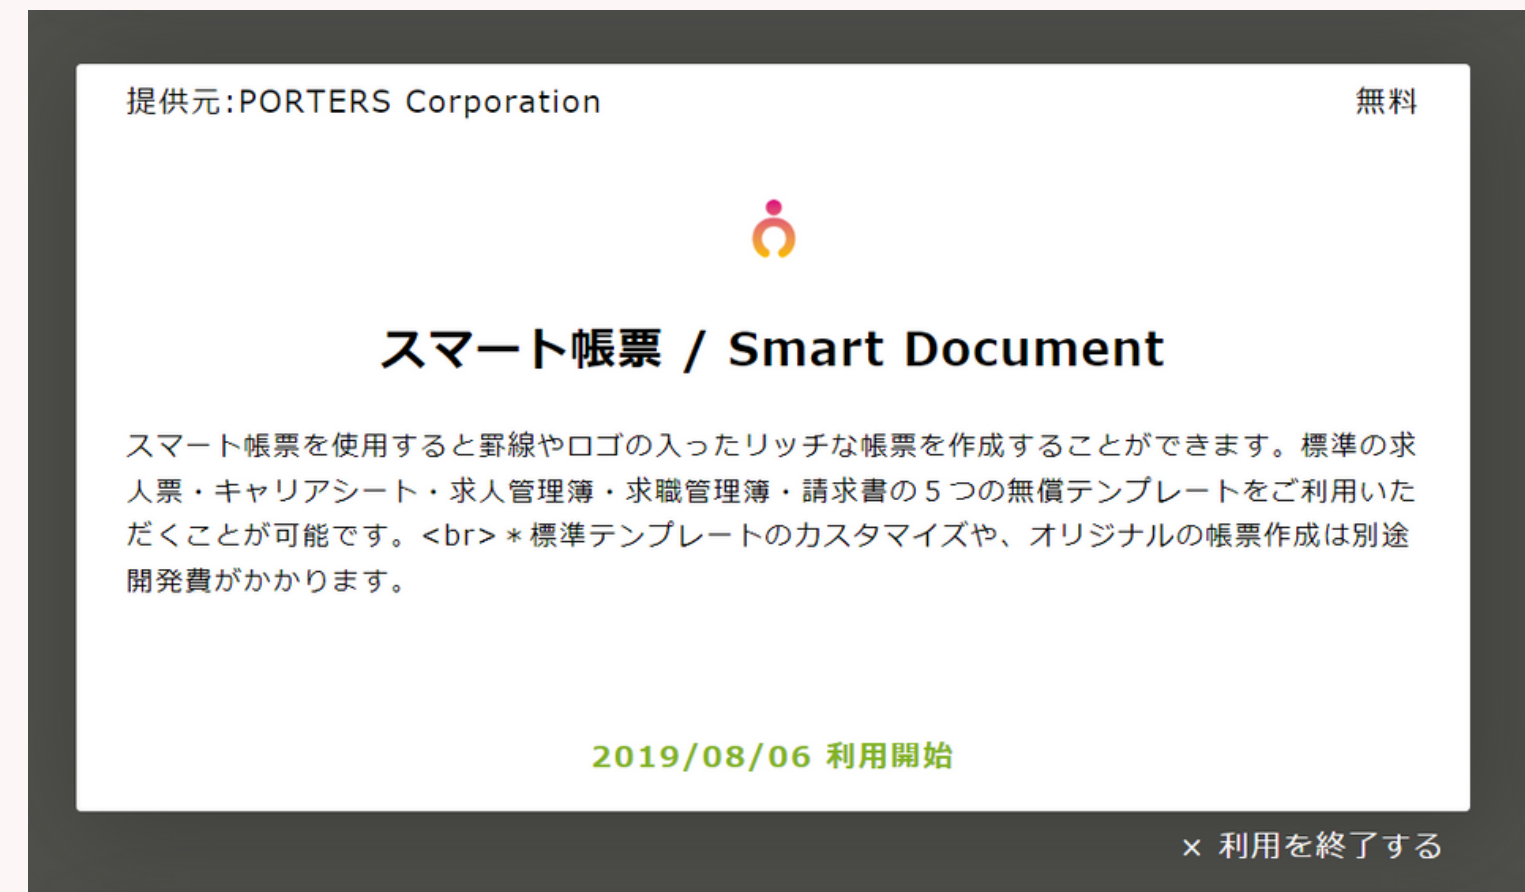 提供元:PORTERS Corporation
無料
スマート帳票 / Smart Document
スマート帳票を使用すると罫線やロゴの入ったリッチな帳票を作成することができます。標準の求
人票・キャリアシート・求人管理簿・求職管理簿・請求書の５つの無償テンプレートをご利用いた
だくことが可能です。<br>＊標準テンプレートのカスタマイズや、オリジナルの帳票作成は別途
開発費がかかります。
2019/08/06 利用開始
× 利用を終了する